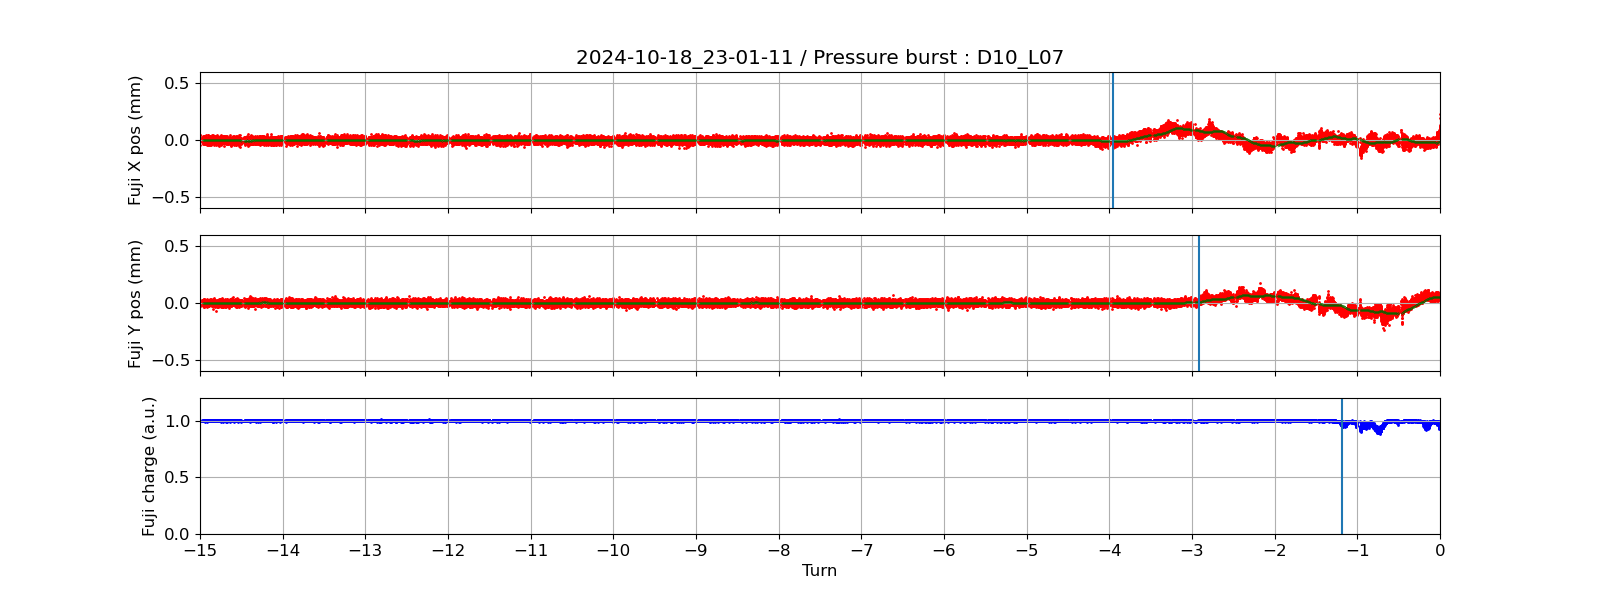 2024-10-18_23-01-11 / Pressure burst : D10_L07
Fuji X pos (mm)
0.5
0.0
−0.5
Fuji Y pos (mm)
0.5
0.0
−0.5
Fuji charge (a.u.)
1.0
0.5
0.0
−15 −14 −13 −12 −11 −10 −9 −8 −7 −6 −5 −4 −3 −2 −1 0
Turn